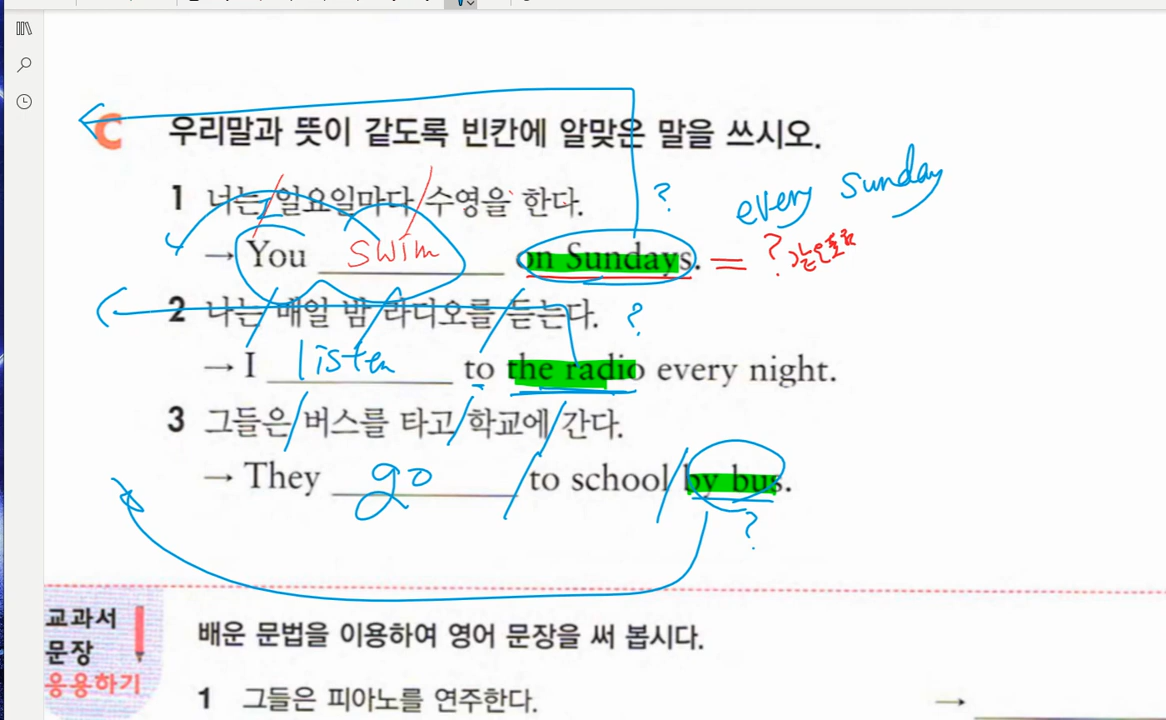 C 우리말과 뜻이 같도록 빈칸에 알맞은 말을 쓰시오.
1 너는/일요일마다/수영을 한다. ? every sunday
→ You swim on Sundays. = ? 같은표현
2 나는/매일 밤/라디오를/듣는다. ?
→ I listen to the radio every night.
3 그들은/버스를 타고/학교에/간다.
→ They go / to school / by bus.
?
교과서
문장
응용하기
배운 문법을 이용하여 영어 문장을 써 봅시다.
1 그들은 피아노를 연주한다. →